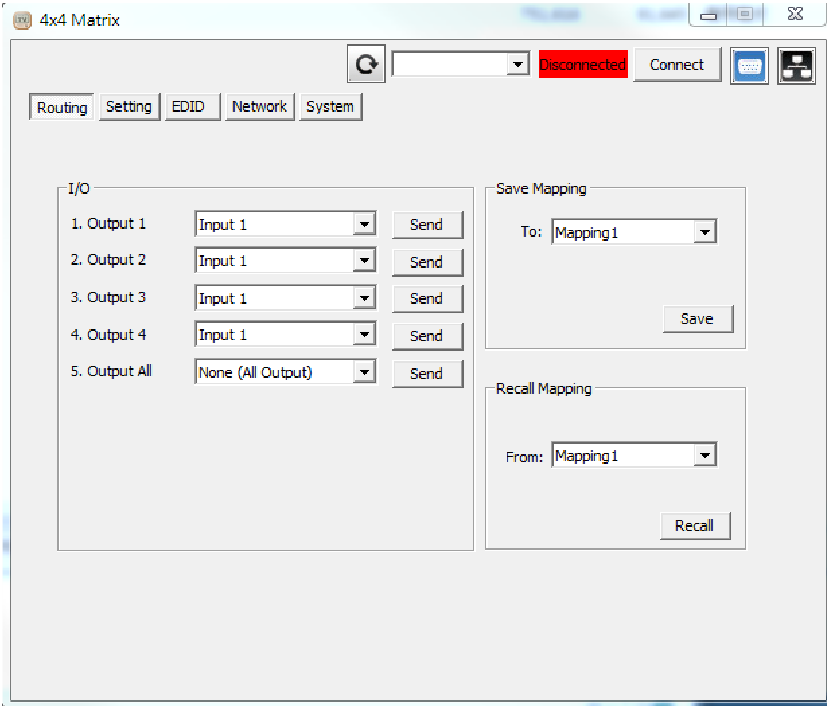 4x4 Matrix
Disconnected Connect
Routing Setting EDID Network System
I/O
1. Output 1 Input 1 Send
2. Output 2 Input 1 Send
3. Output 3 Input 1 Send
4. Output 4 Input 1 Send
5. Output All None (All Output) Send
Save Mapping
To: Mapping1
Save
Recall Mapping
From: Mapping1
Recall